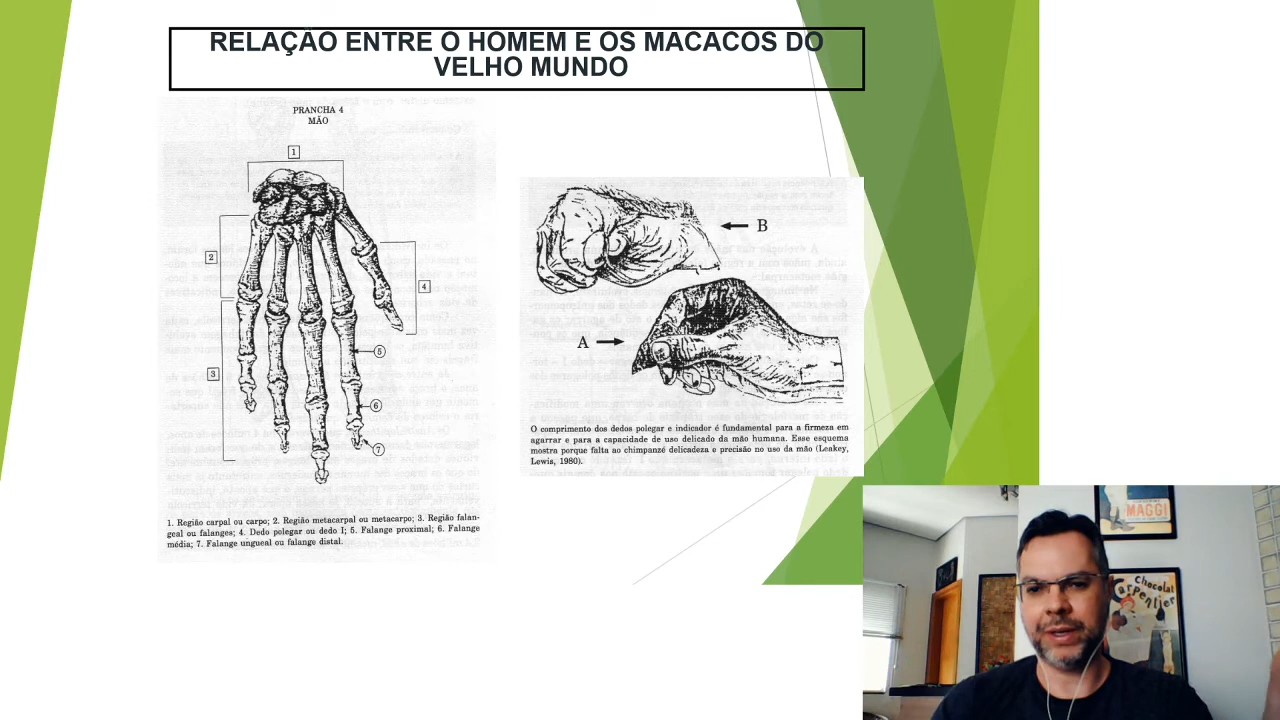 RELAÇÃO ENTRE O HOMEM E OS MACACOS DO
VELHO MUNDO
PRANCHA 4
MÃO
1
2
3
4
5
6
7
1. Região carpal ou carpo; 2. Região metacarpal ou metacarpo; 3. Região falan-
geal ou falanges; 4. Dedo polegar ou dedo I; 5. Falange proximal; 6. Falange
média; 7. Falange ungueal ou falange distal.
B
A
O comprimento dos dedos polegar e indicador é fundamental para a firmeza em
agarrar e para a capacidade de uso delicado da mão humana. Esse esquema
mostra porque falta ao chimpanzé delicadeza e precisão no uso da mão (Leakey,
Lewis, 1980).
MAGGI
Chocolat
Carpentier